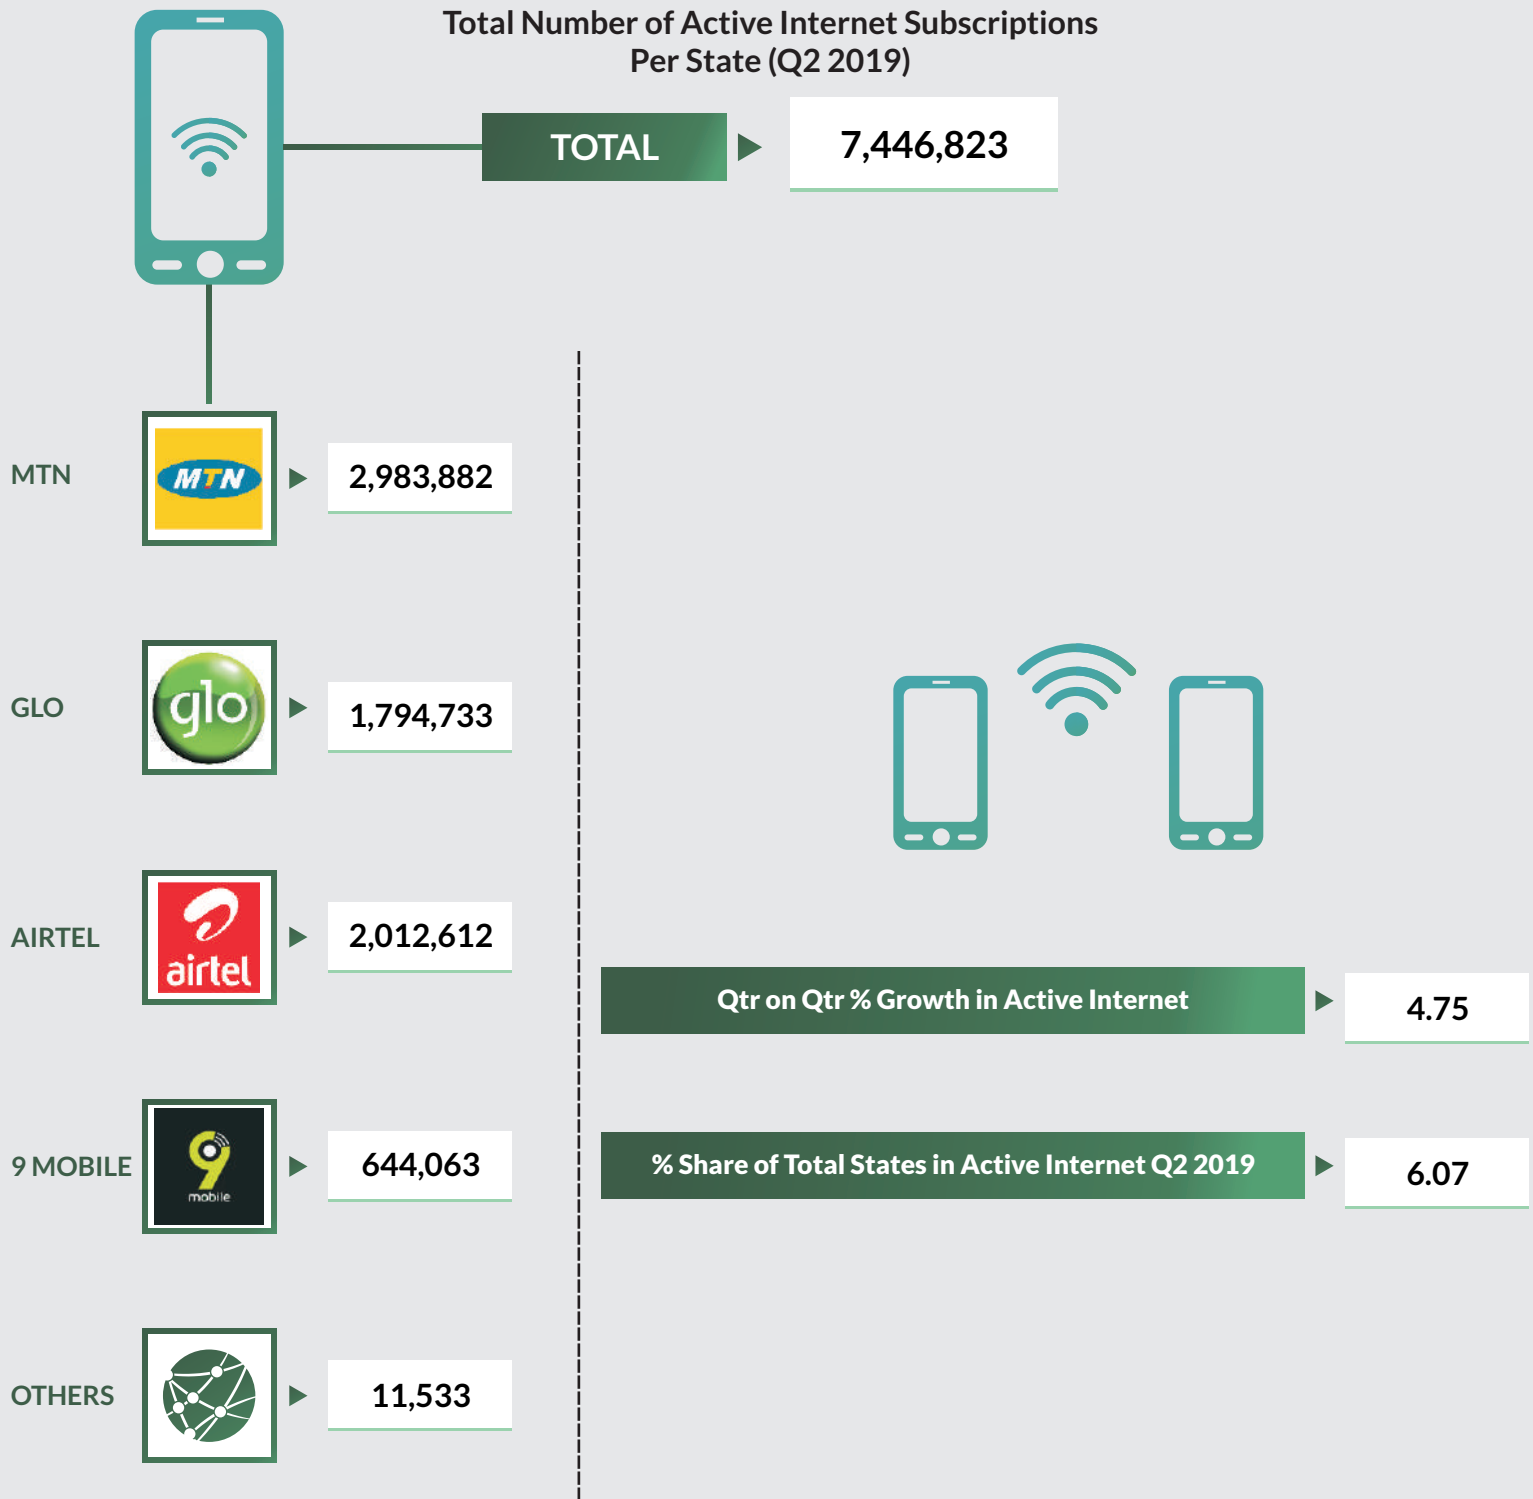 Total Number of Active Internet Subscriptions
Per State (Q2 2019)
TOTAL
7,446,823
MTN
MTN
2,983,882
GLO
glo
1,794,733
AIRTEL
airtel
2,012,612
Qtr on Qtr % Growth in Active Internet
4.75
9 MOBILE
9
mobile
644,063
% Share of Total States in Active Internet Q2 2019
6.07
OTHERS
11,533